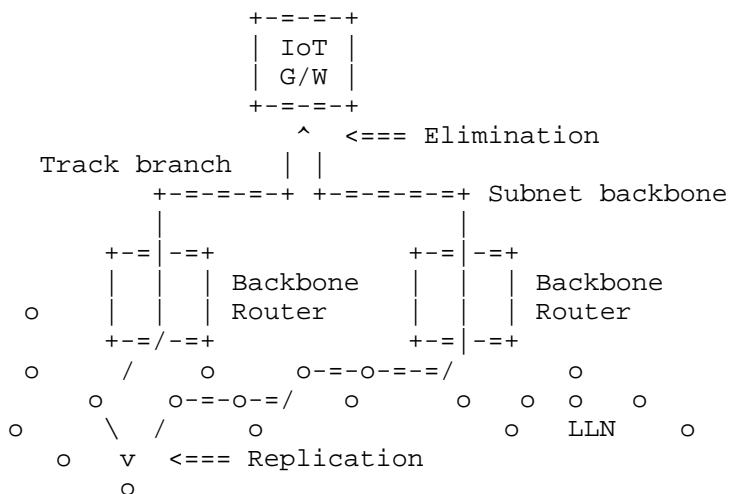 +-=-=-+
| IoT |
| G/W |
+-=-=-+
^ <=== Elimination
Track branch | |
+-=-=-=-+ +-=-=-=-=+ Subnet backbone
| |
+-=|-=+ +-=|-=+
| | | Backbone | | | Backbone
o | | | Router | | | Router
+-=/-=+ +-=|-=+
o / o o-=-o-=-=/ o
o o-=-o-=/ o o o o o
o \ / o o LLN o
o v <=== Replication
o